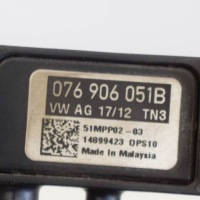 076 906 051B
VW AG 17/12 TN3
51MPP02-03
14899423 DPS10
Made In Malaysia